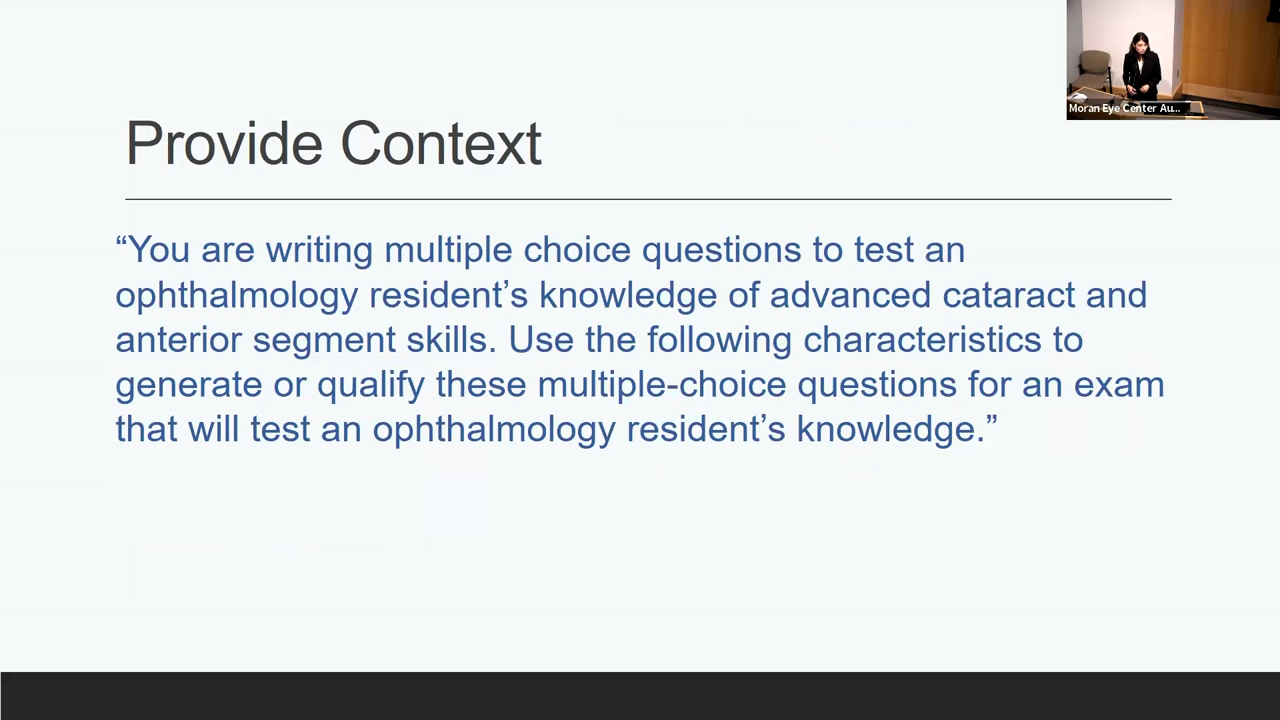 Moran Eye Center Au...
Provide Context
“You are writing multiple choice questions to test an
ophthalmology resident’s knowledge of advanced cataract and
anterior segment skills. Use the following characteristics to
generate or qualify these multiple-choice questions for an exam
that will test an ophthalmology resident’s knowledge.”